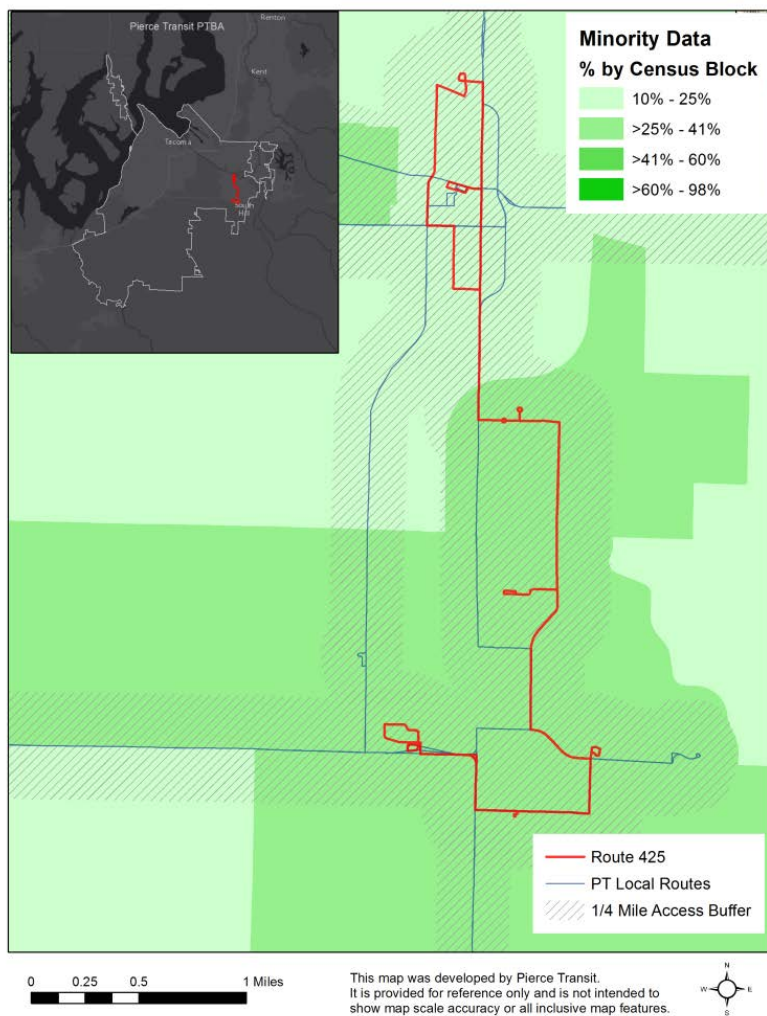 Pierce Transit PTBA
Renton
Kent
Tacoma
South
Hill
Minority Data
% by Census Block
10% - 25%
>25% - 41%
>41% - 60%
>60% - 98%
Route 425
PT Local Routes
1/4 Mile Access Buffer
0 0.25 0.5 1 Miles
This map was developed by Pierce Transit.
It is provided for reference only and is not intended to
show map scale accuracy or all inclusive map features.
N
W E
S